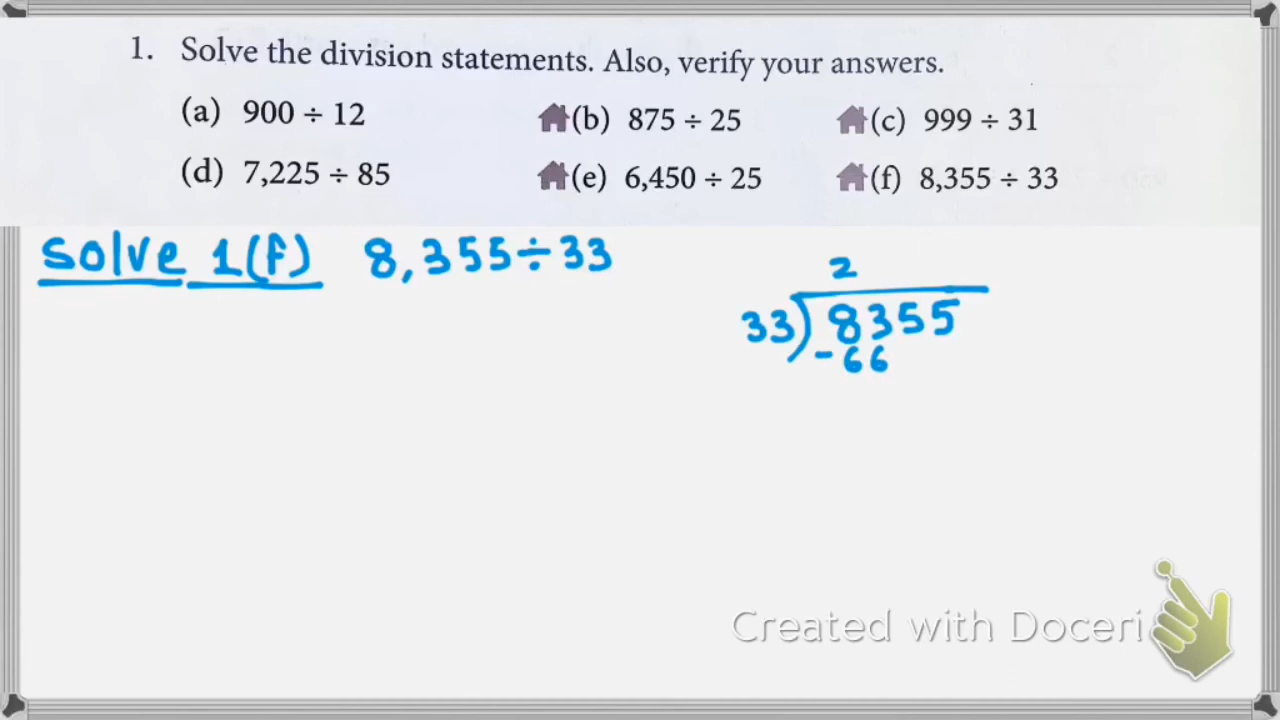 1. Solve the division statements. Also, verify your answers.
(a) 900 ÷ 12 (b) 875 ÷ 25 (c) 999 ÷ 31
(d) 7,225 ÷ 85 (e) 6,450 ÷ 25 (f) 8,355 ÷ 33
Solve 1(f) 8,355÷33
2
33)8355
-66
Created with Doceri